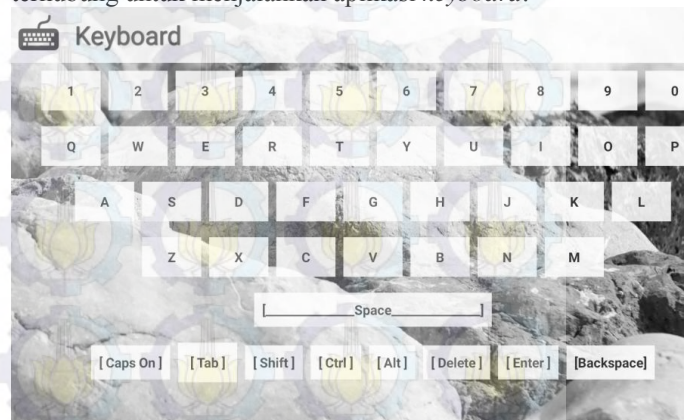 Keyboard
1 2 3 4 5 6 7 8 9 0
Q W E R T Y U I O P
A S D F G H J K L
Z X C V B N M
[________Space________]
[Caps On] [Tab] [Shift] [Ctrl] [Alt] [Delete] [Enter] [Backspace]